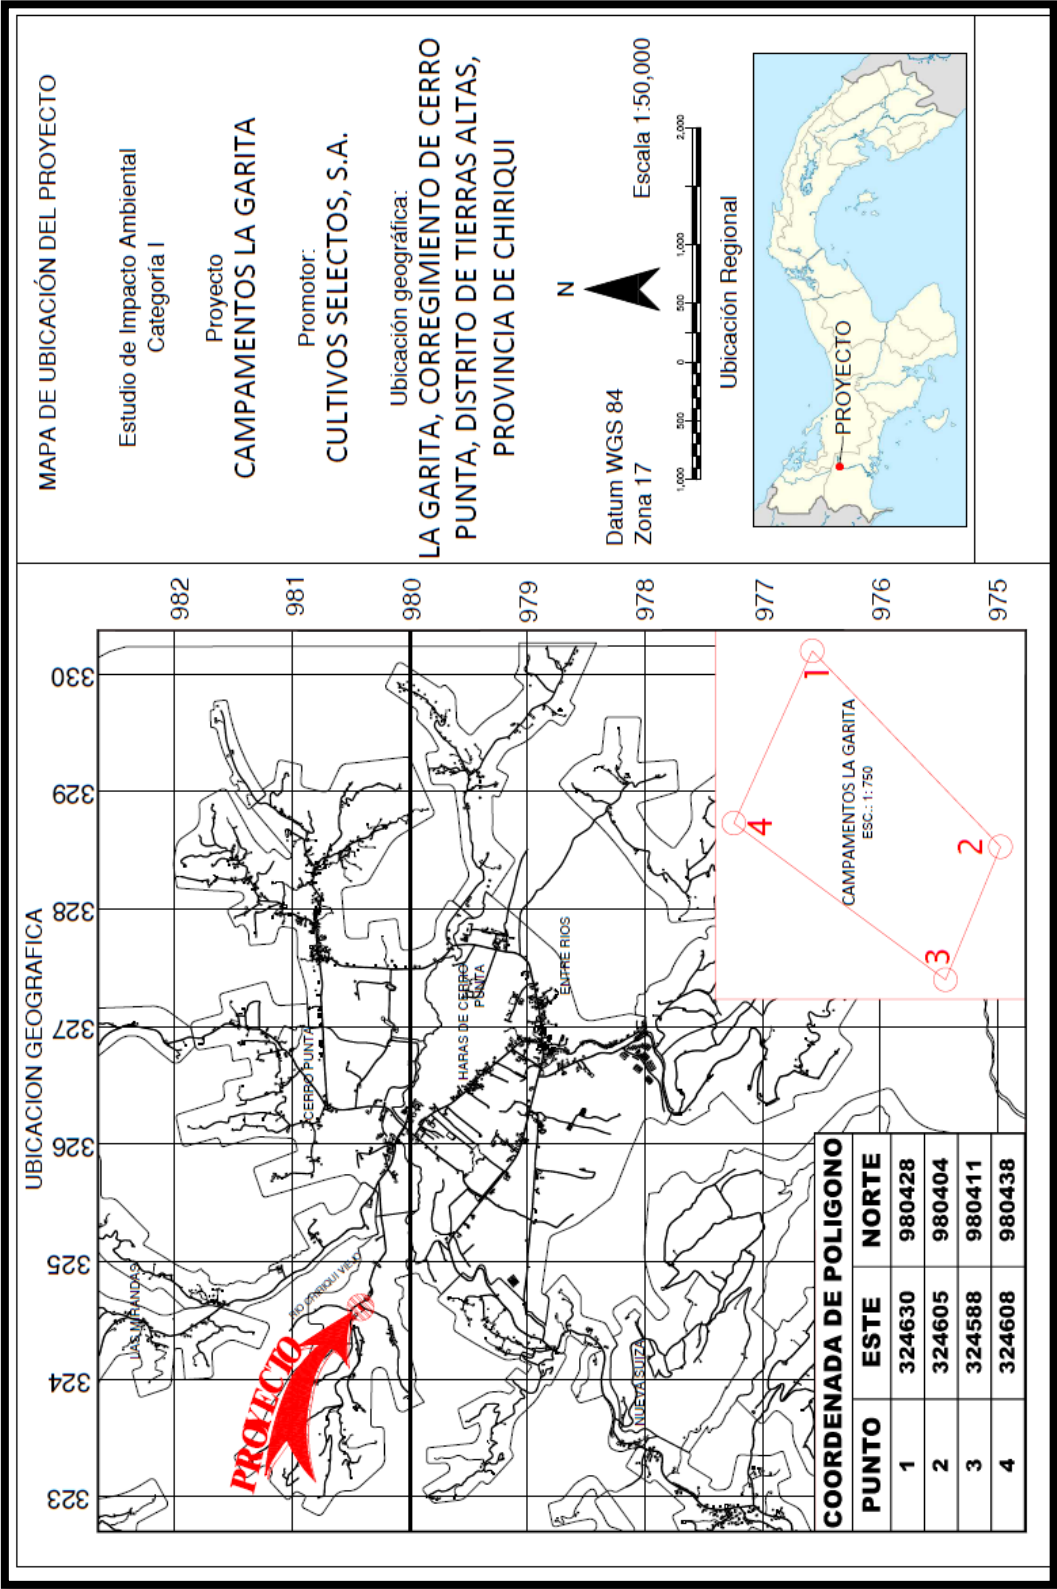 MAPA DE UBICACIÓN DEL PROYECTO
Estudio de Impacto Ambiental
Categoría I
Proyecto
CAMPAMENTOS LA GARITA
Promotor:
CULTIVOS SELECTOS, S.A.
Ubicación geográfica:
LA GARITA, CORREGIMIENTO DE CERRO
PUNTA, DISTRITO DE TIERRAS ALTAS,
PROVINCIA DE CHIRIQUI
N
Datum WGS 84
Zona 17
Escala 1:50,000
1,000 500 0 500 1,000 2,000
Ubicación Regional
PROYECTO
UBICACION GEOGRAFICA
323 324 325 326 327 328 329 330
982
981
980
979
978
977
976
975
LAS MIRANDAS
RIO CHIRIQUI VIEJO
PROYECTO
CERRO PUNTA
HARAS DE CERRO
PUNTA
ENTRE RIOS
NUEVA SUIZA
4
1
CAMPAMENTOS LA GARITA
ESC.: 1: 750
3
2
COORDENADA DE POLIGONO
PUNTO ESTE NORTE
1 324630 980428
2 324605 980404
3 324588 980411
4 324608 980438